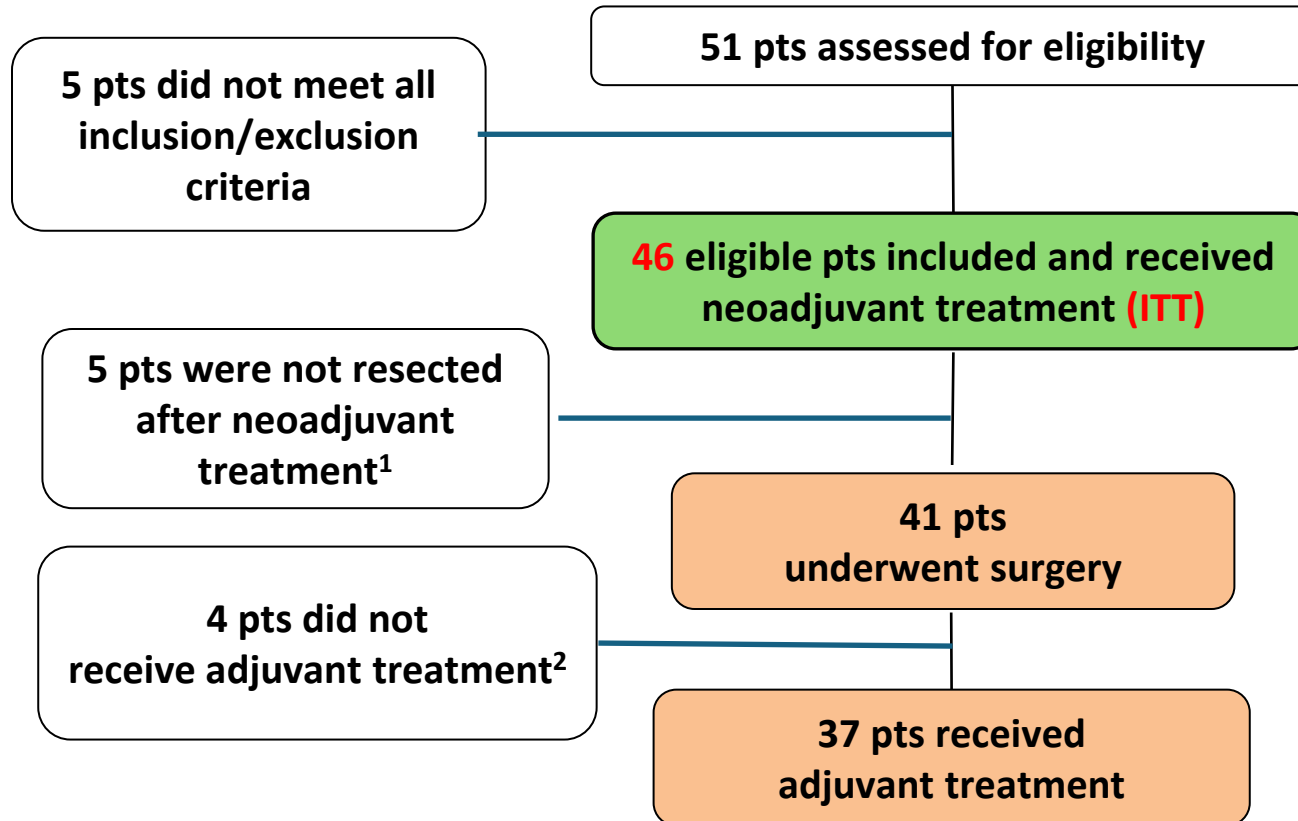 51 pts assessed for eligibility
5 pts did not meet all
inclusion/exclusion
criteria
46 eligible pts included and received
neoadjuvant treatment (ITT)
5 pts were not resected
after neoadjuvant
treatment¹
41 pts
underwent surgery
4 pts did not
receive adjuvant treatment²
37 pts received
adjuvant treatment